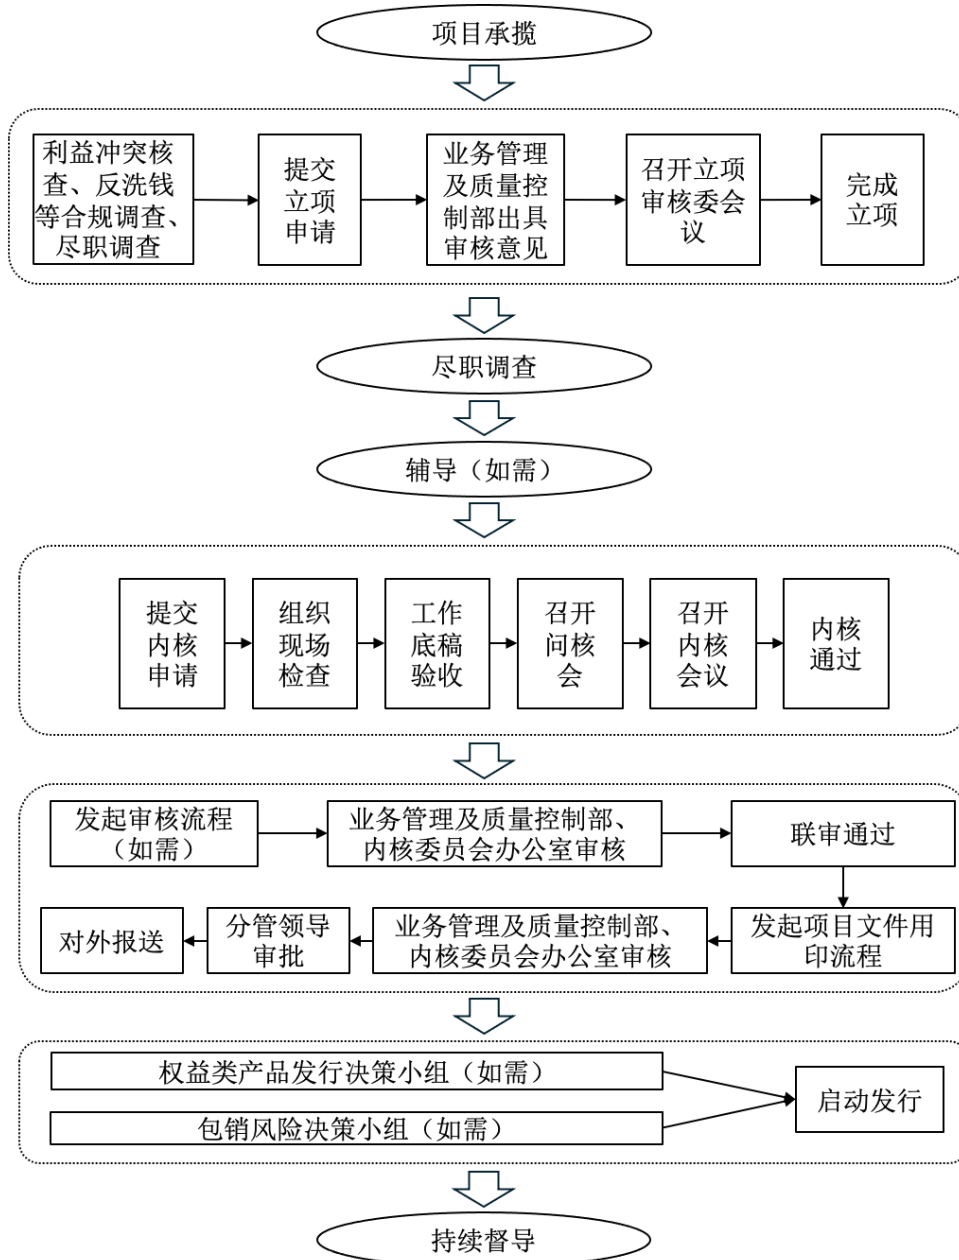 项目承揽
利益冲突核
查、反洗钱
等合规调查、
尽职调查
提交
立项
申请
业务管理
及质量控
制部出具
审核意见
召开立项
审核委会
议
完成
立项
尽职调查
辅导（如需）
提交
内核
申请
组织
现场
检查
工作
底稿
验收
召开
问核
会
召开
内核
会议
内核
通过
发起审核流程
（如需）
业务管理及质量控制部、
内核委员会办公室审核
联审通过
发起项目文件用
印流程
业务管理及质量控制部、
内核委员会办公室审核
分管领导
审批
对外报送
权益类产品发行决策小组（如需）
包销风险决策小组（如需）
启动发行
持续督导